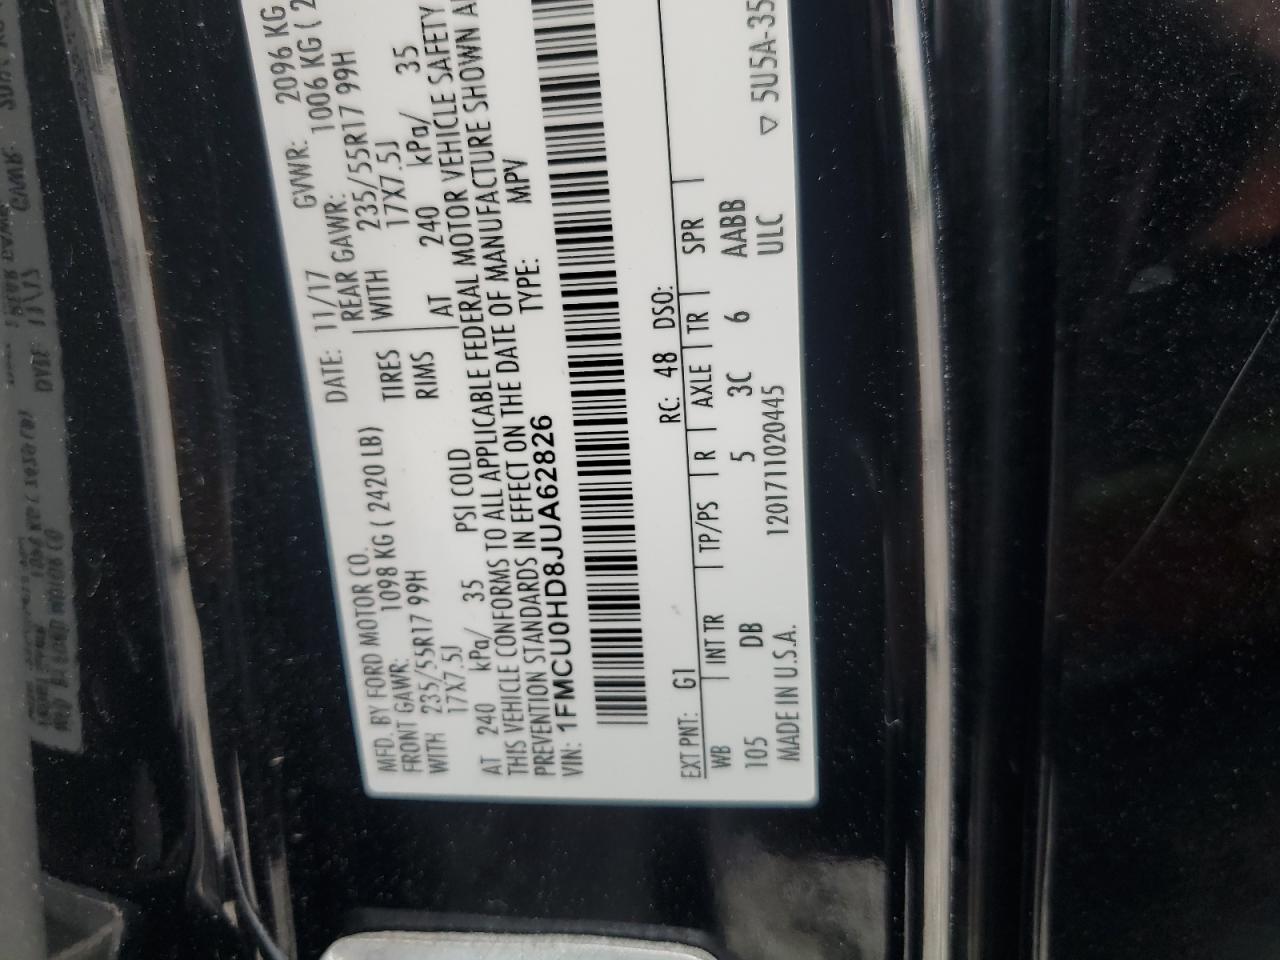 MFD. BY FORD MOTOR CO. DATE: 11/17 GVWR: 2096 KG
FRONT GAWR: 1098 KG ( 2420 LB) REAR GAWR: 1006 KG ( 2
WITH 235/55R17 99H TIRES WITH 235/55R17 99H
17X7.5J RIMS 17X7.5J
AT 240 kPa/ 35 PSI COLD AT 240 kPa/ 35
THIS VEHICLE CONFORMS TO ALL APPLICABLE FEDERAL MOTOR VEHICLE SAFETY
PREVENTION STANDARDS IN EFFECT ON THE DATE OF MANUFACTURE SHOWN A
VIN: 1FMCU0HD8JUA62826 TYPE: MPV
EXT PNT: G1 RC: 48 DSO:
WB INT TR TP/PS R AXLE TR SPR
105 DB 5 3C 6 AABB
MADE IN U.S.A. 1201711020445 ULC ▽ 5U5A-35